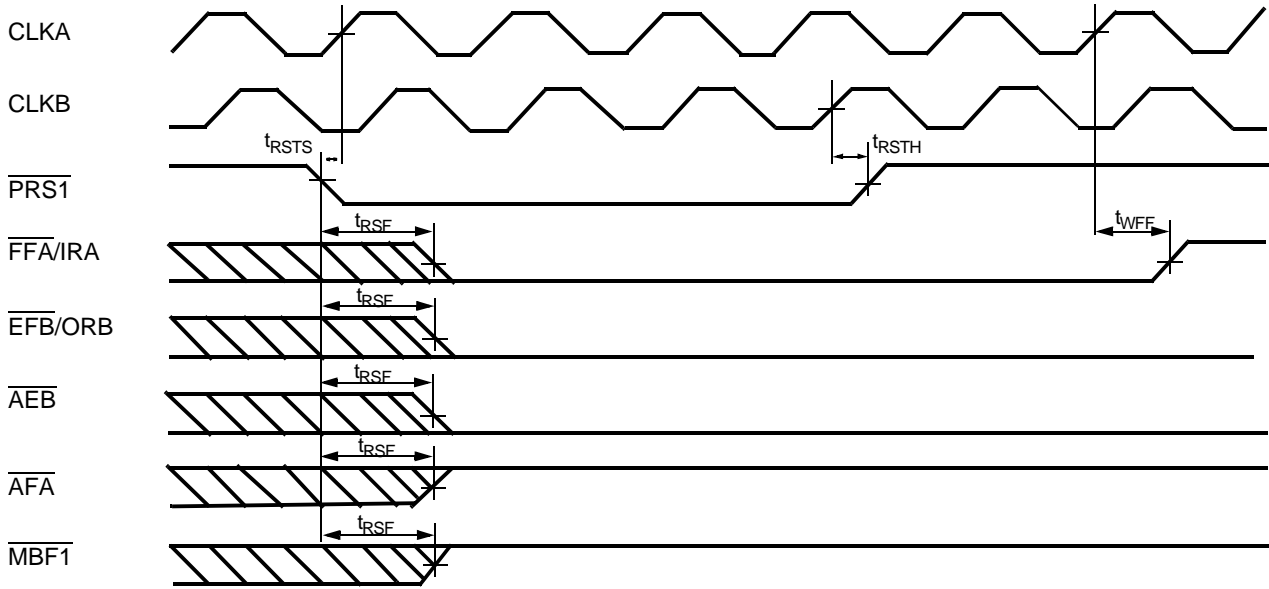 CLKA
CLKB
tRSTS
tRSTH
PRS1
tRSF
tWFF
FFA/IRA
tRSF
EFB/ORB
tRSF
AEB
tRSF
AFA
tRSF
MBF1